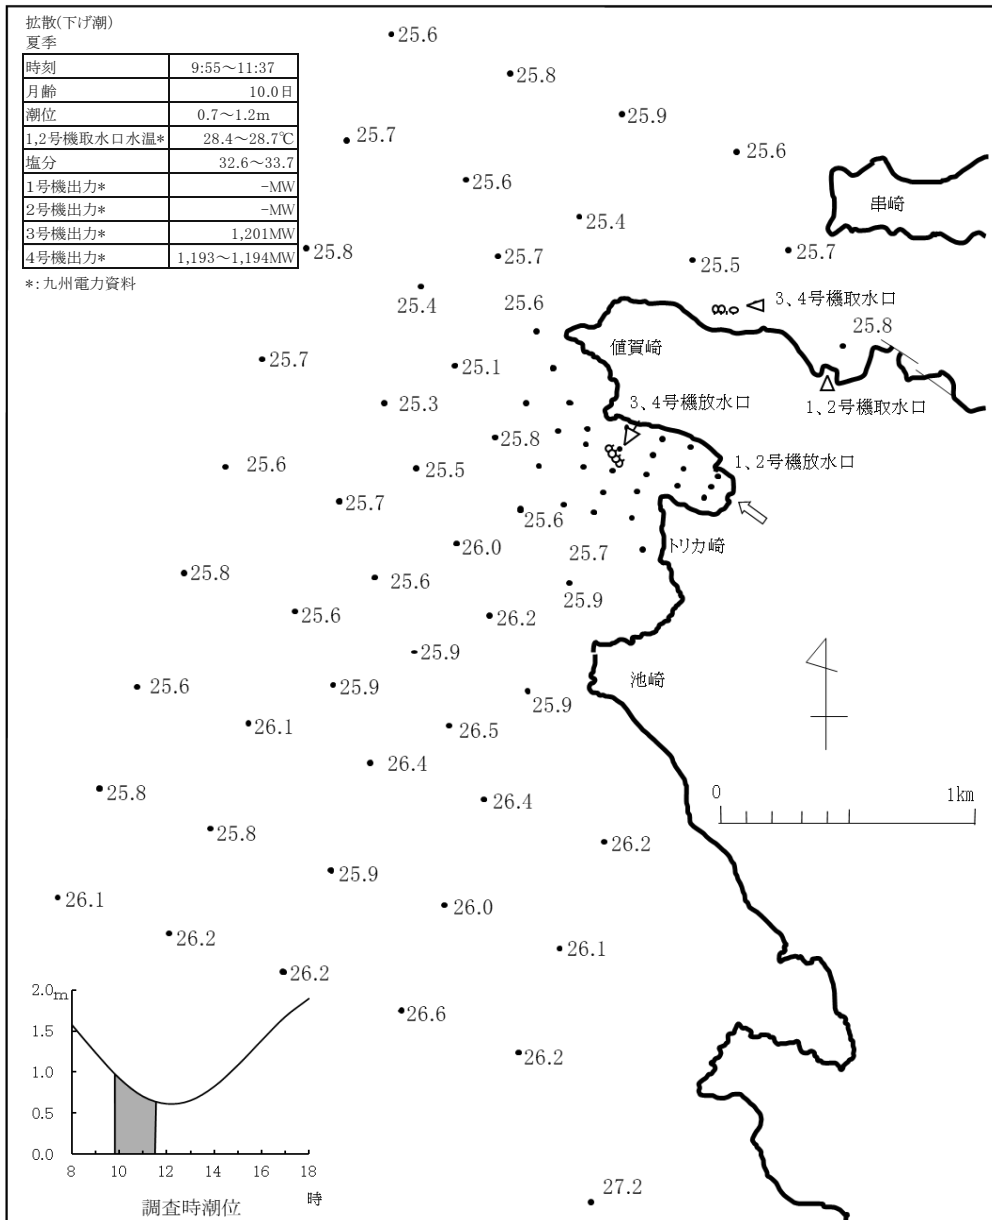 拡散(下げ潮)
夏季
時刻 9:55～11:37
月齢 10.0日
潮位 0.7～1.2m
1,2号機取水口水温* 28.4～28.7℃
塩分 32.6～33.7
1号機出力* -MW
2号機出力* -MW
3号機出力* 1,201MW
4号機出力* 1,193～1,194MW
*:九州電力資料
25.6
25.8
25.9
25.7
25.6
25.6
串崎
25.4
25.8
25.7
25.5
25.7
25.4
25.6
3、4号機取水口
25.8
値賀崎
25.7
25.1
25.3
3、4号機放水口
1、2号機取水口
25.8
25.6
25.5
1、2号機放水口
25.7
25.6
26.0
25.7
トリカ崎
25.8
25.6
25.9
25.6
26.2
25.9
池崎
25.6
25.9
25.9
26.1
26.5
26.4
25.8
26.4
0
1km
25.8
26.2
25.9
26.1
26.0
26.2
26.1
26.2
26.6
26.2
27.2
2.0
m
1.5
1.0
0.5
0.0
8 10 12 14 16 18
時
調査時潮位